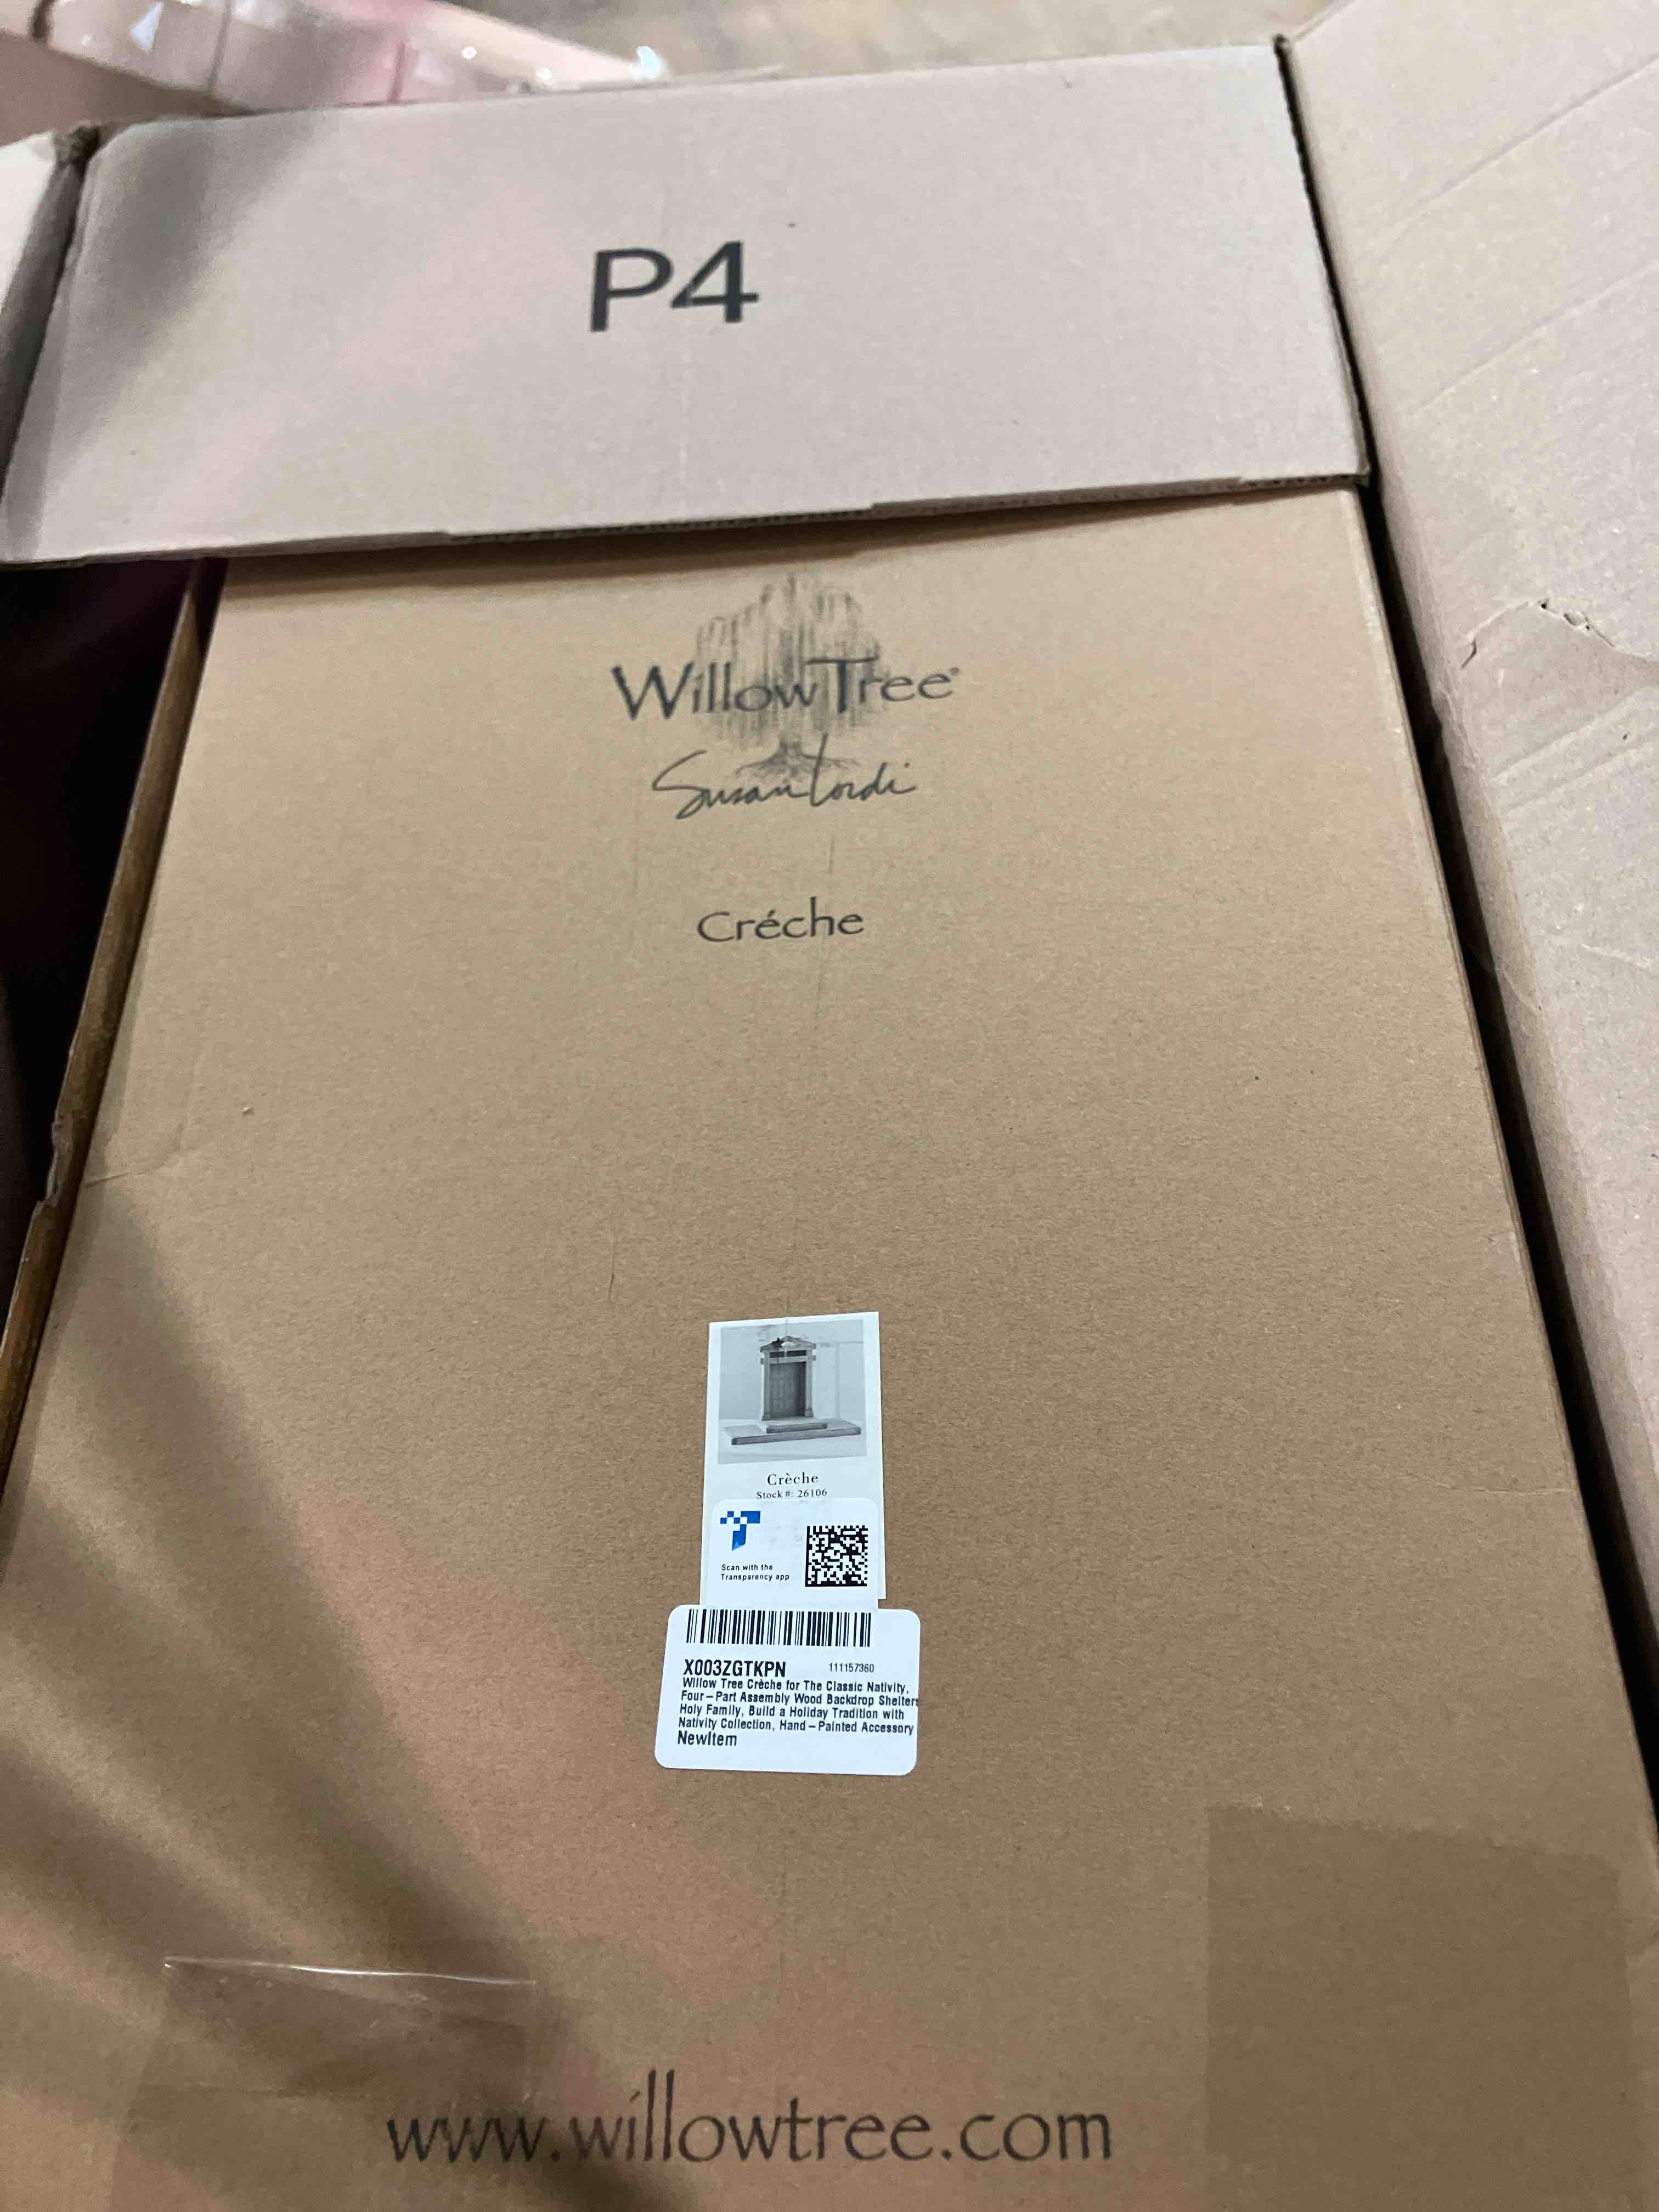 P4
Willow Tree®
Susan Lordi
Créche
Crèche
Stock #: 26106
Scan with the
Transparency app
X003ZGTKPN 111157360
Willow Tree Crèche for The Classic Nativity,
Four-Part Assembly Wood Backdrop Shelters
Holy Family, Build a Holiday Tradition with
Nativity Collection, Hand-Painted Accessory
NewItem
www.willowtree.com